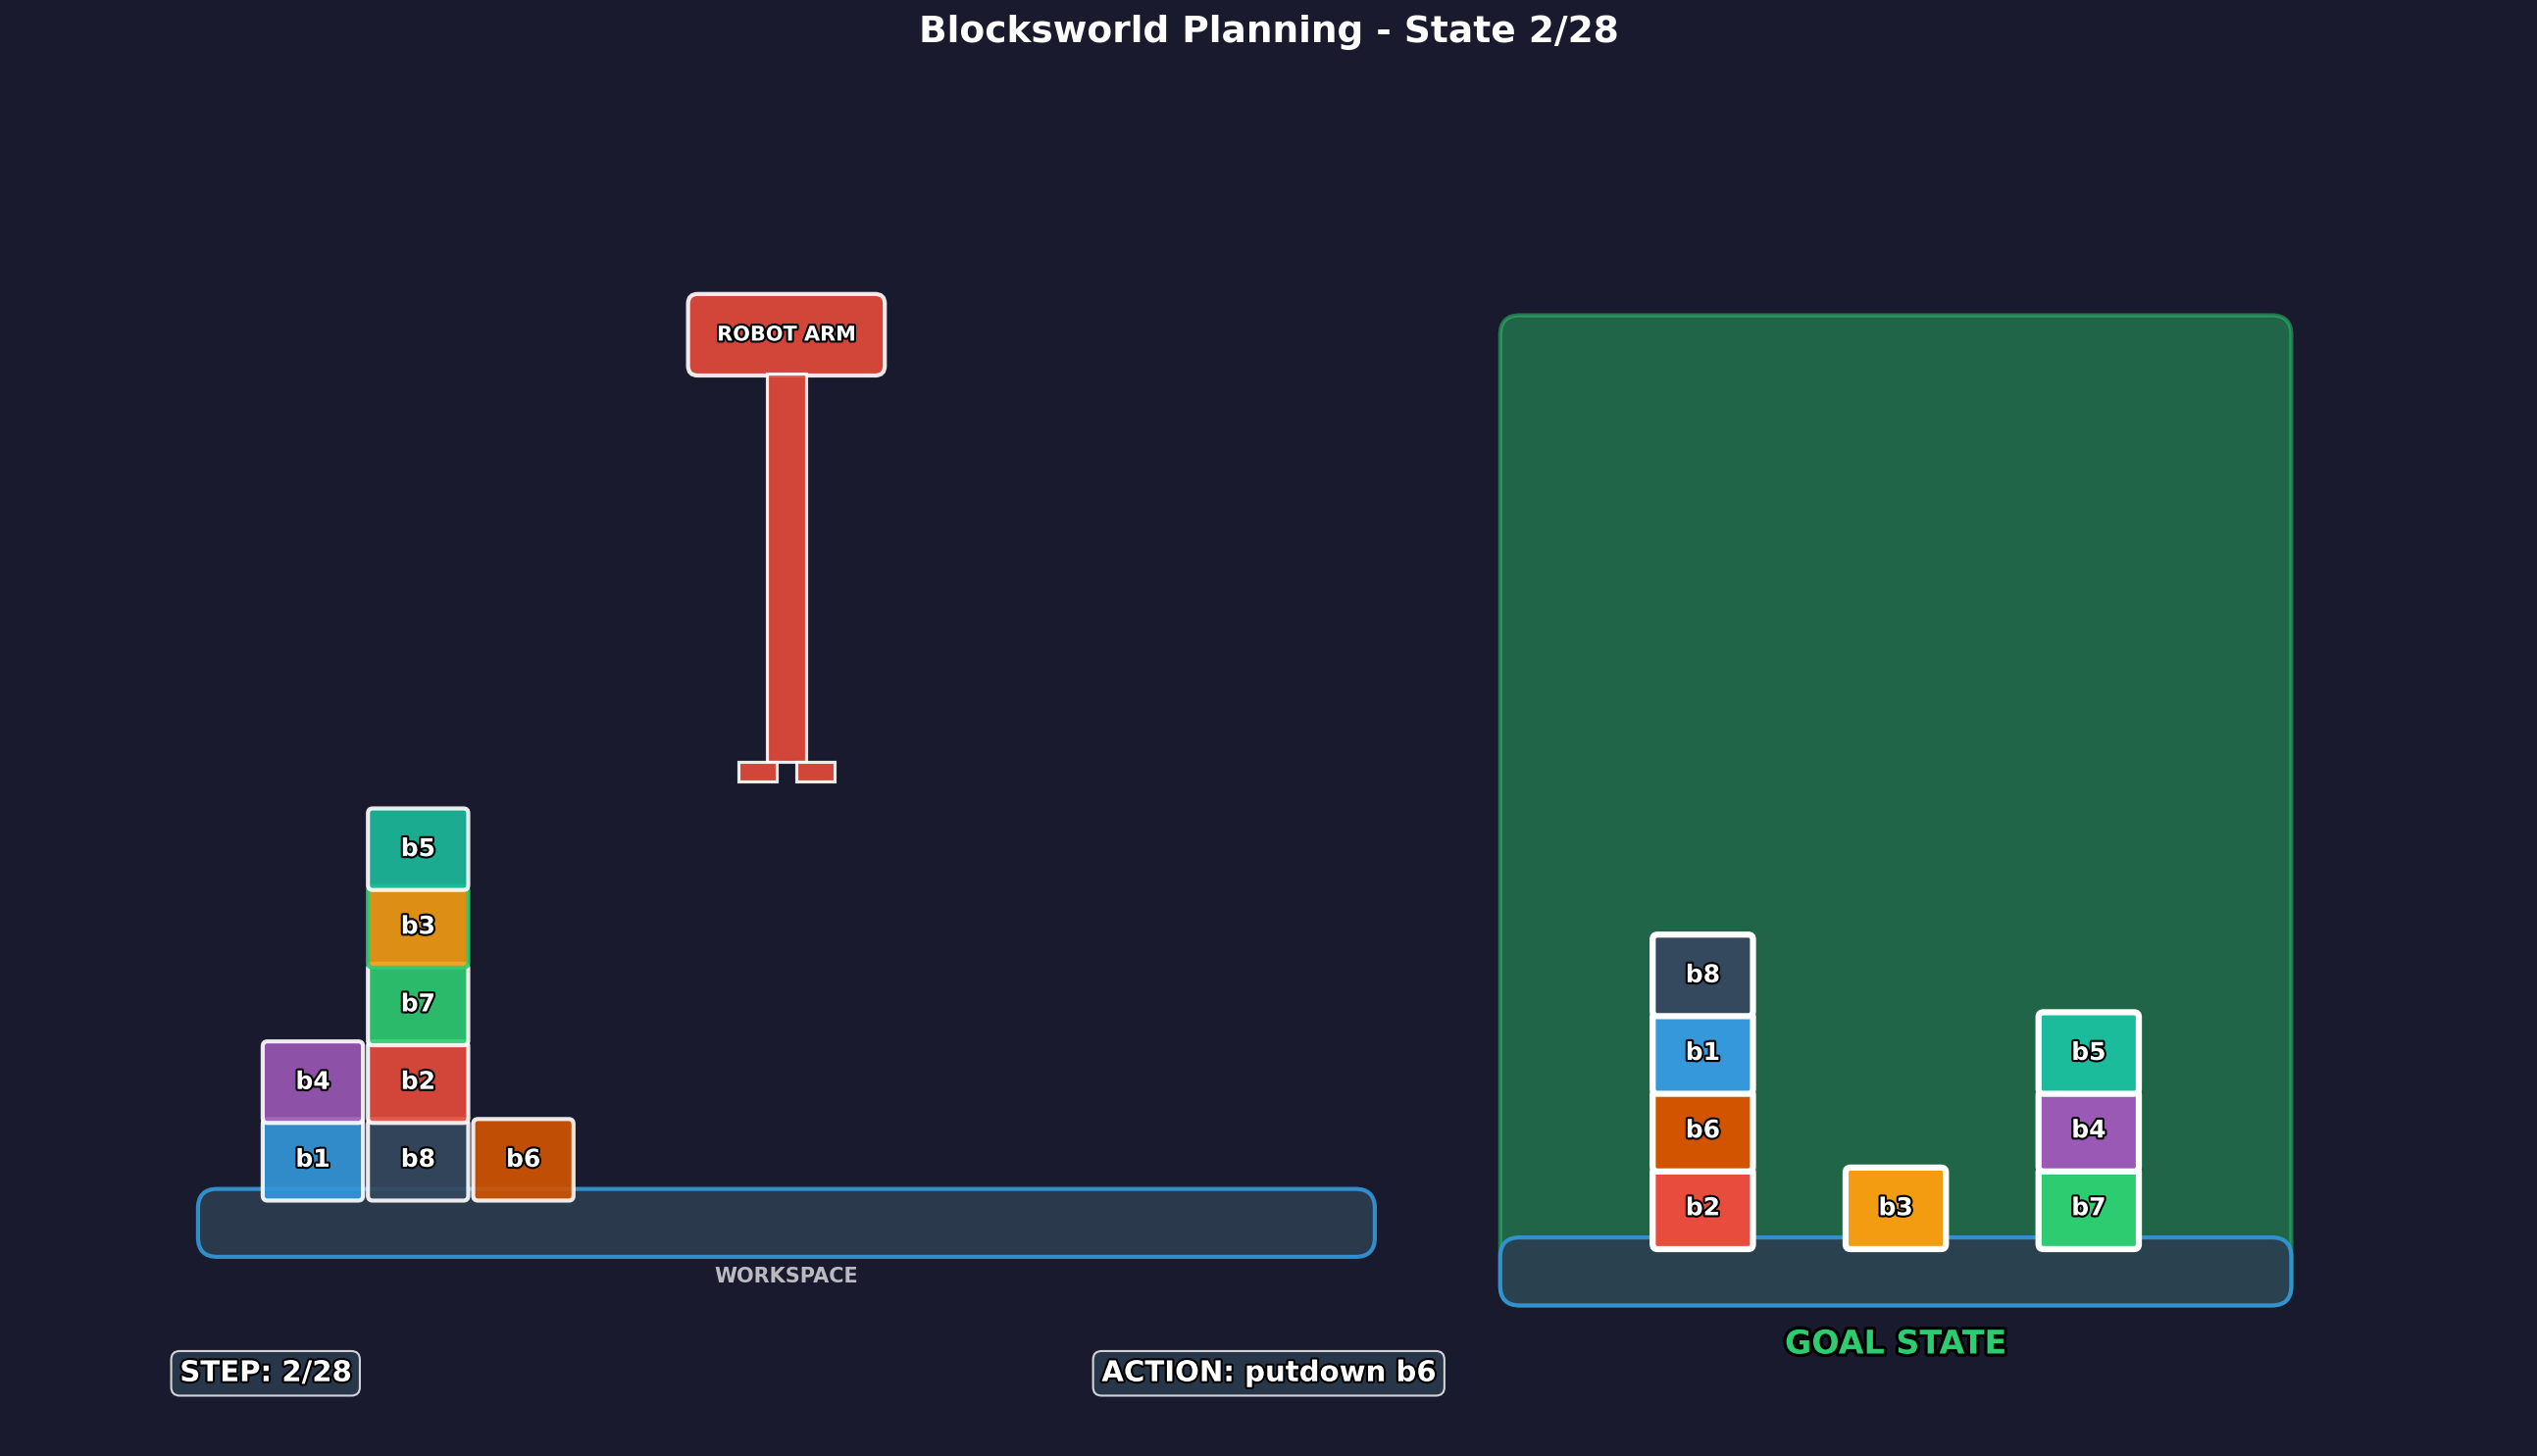 Blocksworld Planning - State 2/28
ROBOT ARM
b5
b3
b7
b4 b2
b1 b8 b6
WORKSPACE
b8
b1 b5
b6 b4
b2 b3 b7
GOAL STATE
STEP: 2/28
ACTION: putdown b6